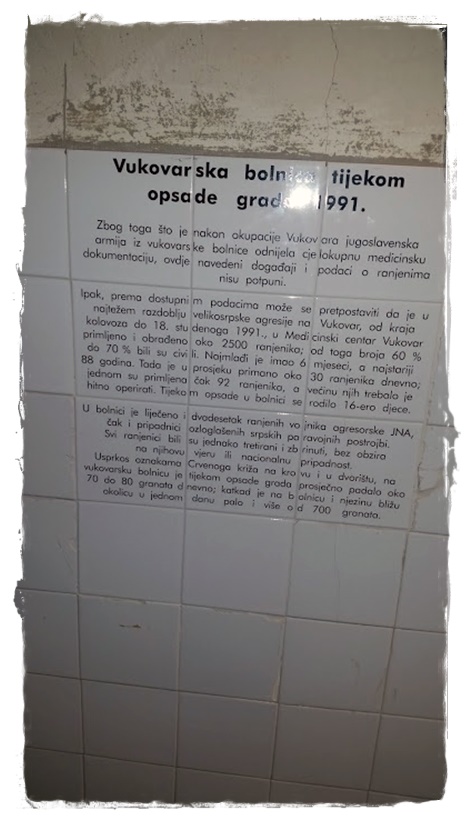 Vukovarska bolnica tijekom
opsade grada 1991.
Zbog toga što je nakon okupacije Vukovara jugoslavenska
armija iz vukovarske bolnice odnijela cjelokupnu medicinsku
dokumentaciju, ovdje navedeni događaji i podaci o ranjenima
nisu potpuni.
Ipak, prema dostupnim podacima može se pretpostaviti da je u
najtežem razdoblju velikosrpske agresije na Vukovar, od kraja
kolovoza do 18. studenoga 1991., u Medicinski centar Vukovar
primljeno i obrađeno oko 2500 ranjenika; od toga broja 60 %
do 70 % bili su civili. Najmlađi je imao 6 mjeseci, a najstariji
88 godina. Tada je u prosjeku primano oko 30 ranjenika dnevno;
jednom su primljena čak 92 ranjenika, a većinu njih trebalo je
hitno operirati. Tijekom opsade u bolnici se rodilo 16-ero djece.
U bolnici je liječeno i dvodesetak ranjenih vojnika agresorske JNA,
čak i pripadnici ozloglašenih srpskih paravojnih postrojbi.
Svi ranjenici bili su jednako tretirani i zbrinuti, bez obzira
na njihovu vjeru ili nacionalnu pripadnost.
Usprkos oznakama Crvenoga križa na krovu i u dvorištu, na
vukovarsku bolnicu je tijekom opsade grada prosječno padalo oko
70 do 80 granata dnevno; katkad je na bolnicu i njezinu bližu
okolicu u jednom danu palo i više od 700 granata.